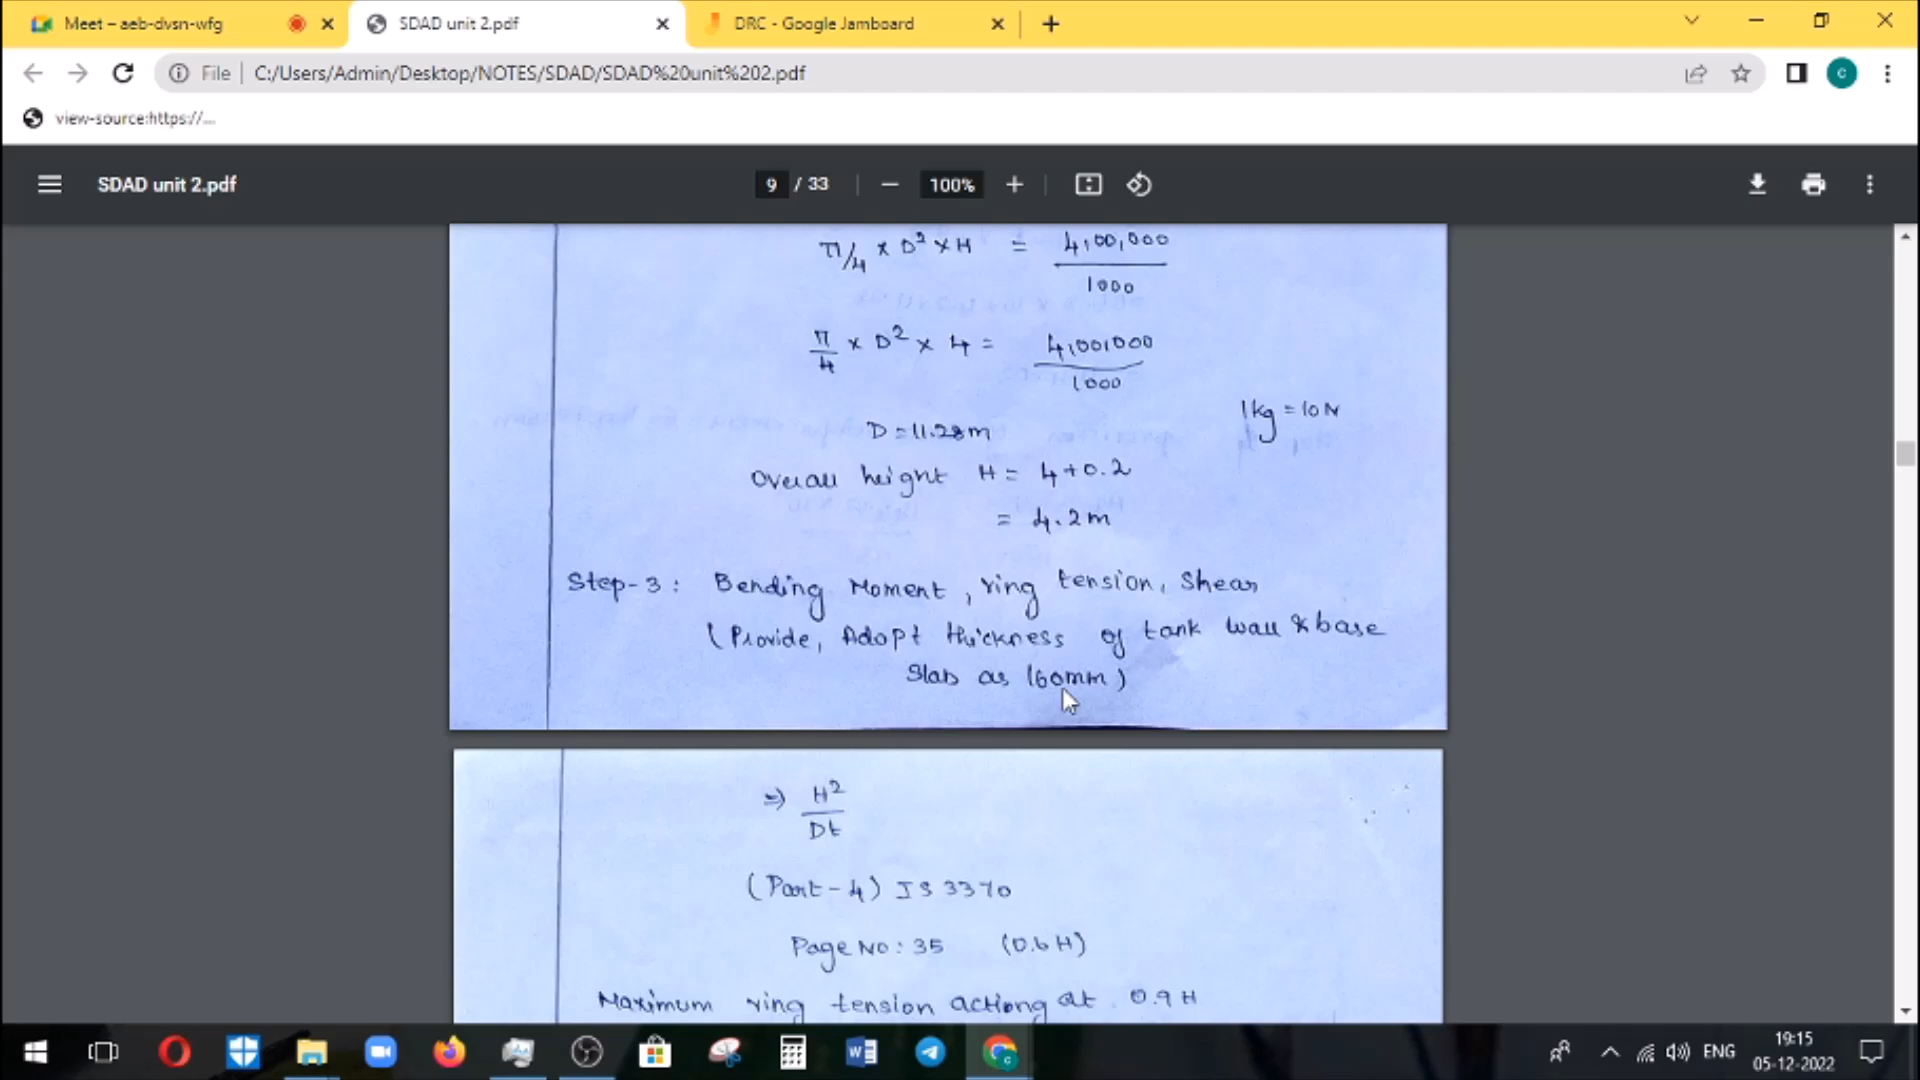 Meet – aeb-dvsn-wfg
SDAD unit 2.pdf
DRC - Google Jamboard
File | C:/Users/Admin/Desktop/NOTES/SDAD/SDAD%20unit%202.pdf
C
view-source:https://...
SDAD unit 2.pdf
9 / 33
100%
π/4 × D² × H = 4,00,000 / 1000
π/4 × D² × 4 = 4,00,000 / 1000
1kg = 10N
D = 11.28m
Overall height H = 4+0.2
= 4.2m
Step-3 : Bending Moment, ring tension, shear
(Provide, Adopt thickness of tank wall & base
slab as 160mm)
⇒ H² / Dt
(Part-4) IS 3370
Page No: 35 (0.6 H)
Maximum ring tension actiong at 0.9 H
ENG
19:15
05-12-2022